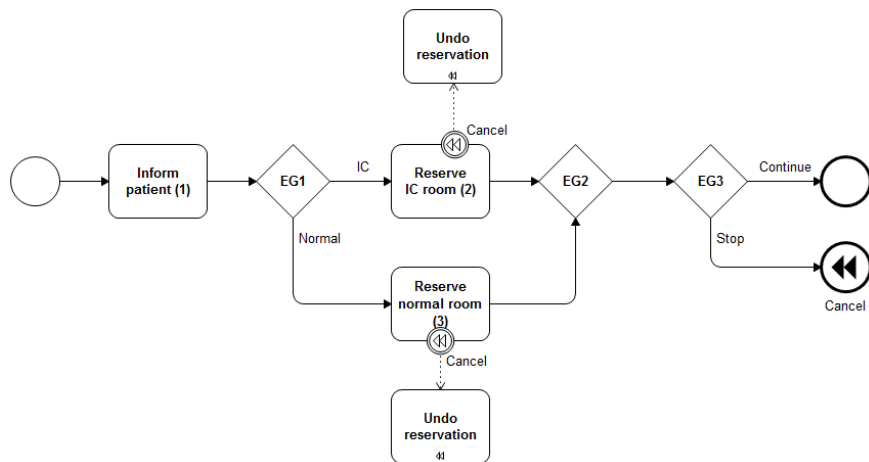 Undo
reservation
Cancel
Inform
patient (1)
EG1
IC
Reserve
IC room (2)
EG2
EG3
Continue
Normal
Stop
Reserve
normal room
(3)
Cancel
Cancel
Undo
reservation